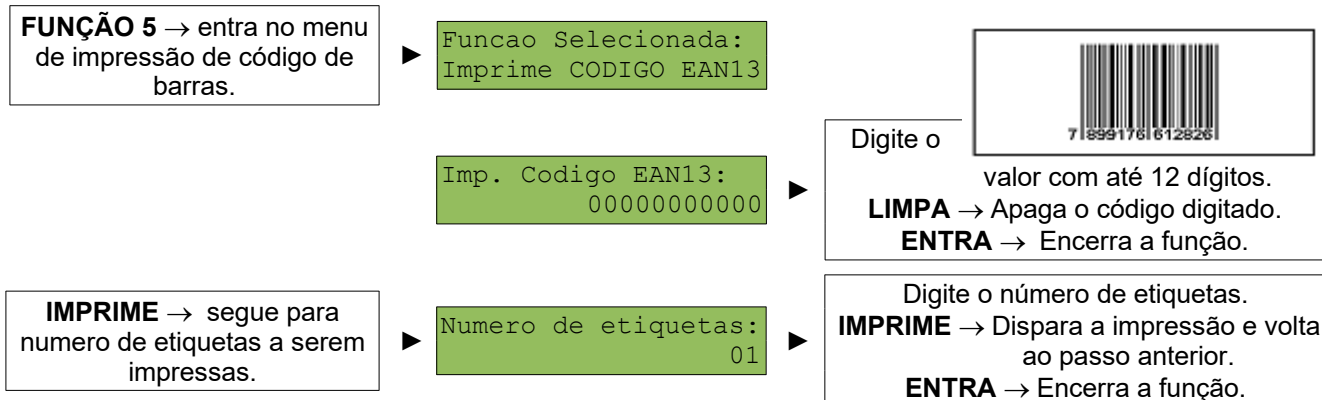 FUNÇÃO 5 → entra no menu
de impressão de código de
barras.
►
Funcao Selecionada:
Imprime CODIGO EAN13
7 899176 612826
Imp. Codigo EAN13:
00000000000
►
Digite o
valor com até 12 dígitos.
LIMPA → Apaga o código digitado.
ENTRA → Encerra a função.
IMPRIME → segue para
numero de etiquetas a serem
impressas.
►
Numero de etiquetas:
01
►
Digite o número de etiquetas.
IMPRIME → Dispara a impressão e volta
ao passo anterior.
ENTRA → Encerra a função.